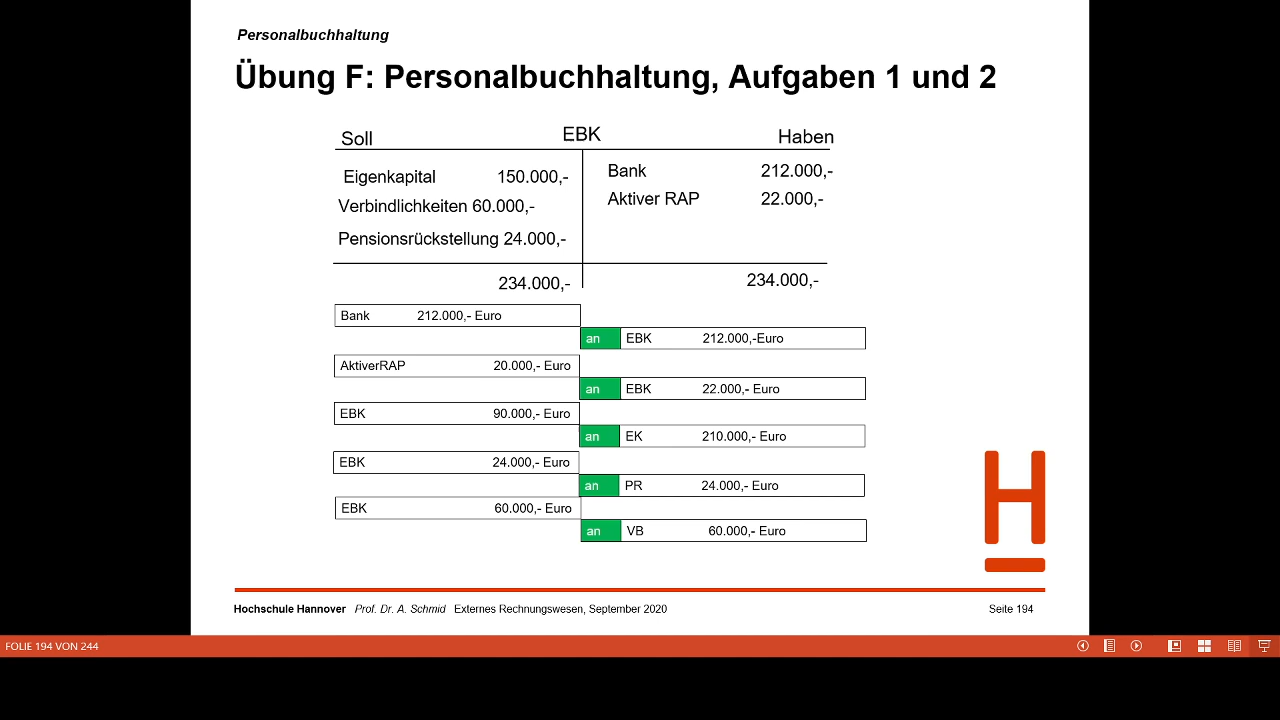 Personalbuchhaltung
Übung F: Personalbuchhaltung, Aufgaben 1 und 2
Soll EBK Haben
Eigenkapital 150.000,- Bank 212.000,-
Verbindlichkeiten 60.000,- Aktiver RAP 22.000,-
Pensionsrückstellung 24.000,-
234.000,- 234.000,-
Bank 212.000,- Euro
an EBK 212.000,-Euro
AktiverRAP 20.000,- Euro
an EBK 22.000,- Euro
EBK 90.000,- Euro
an EK 210.000,- Euro
EBK 24.000,- Euro
an PR 24.000,- Euro
EBK 60.000,- Euro
an VB 60.000,- Euro
H
Hochschule Hannover Prof. Dr. A. Schmid Externes Rechnungswesen, September 2020 Seite 194
FOLIE 194 VON 244